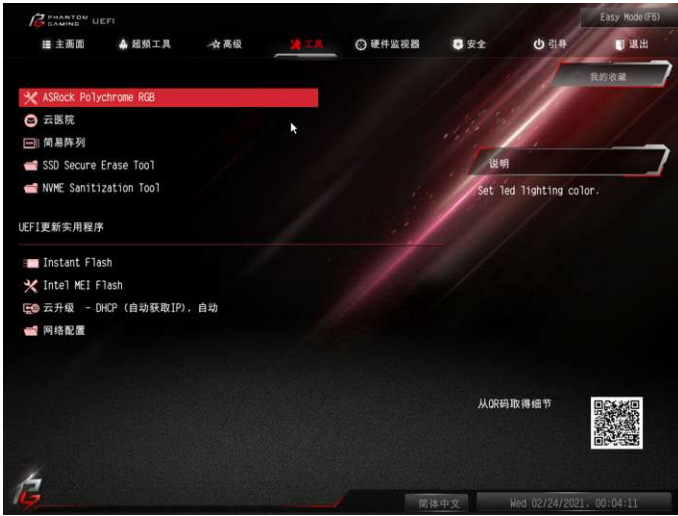 PHANTOM GAMING UEFI
Easy Mode(F6)
主画面 超频工具 高级 工具 硬件监视器 安全 引导 退出
我的收藏
ASRock Polychrome RGB
云医院
简易阵列
SSD Secure Erase Tool
NVME Sanitization Tool
说明
Set led lighting color.
UEFI更新实用程序
Instant Flash
Intel MEI Flash
云升级 - DHCP (自动获取IP), 自动
网络配置
从QR码取得细节
简体中文
Wed 02/24/2021, 00:04:11